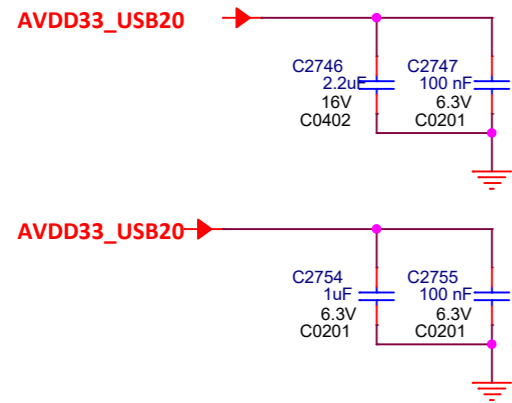 AVDD33_USB20
C2746
2.2uF
16V
C0402
C2747
100 nF
6.3V
C0201
AVDD33_USB20
C2754
1uF
6.3V
C0201
C2755
100 nF
6.3V
C0201